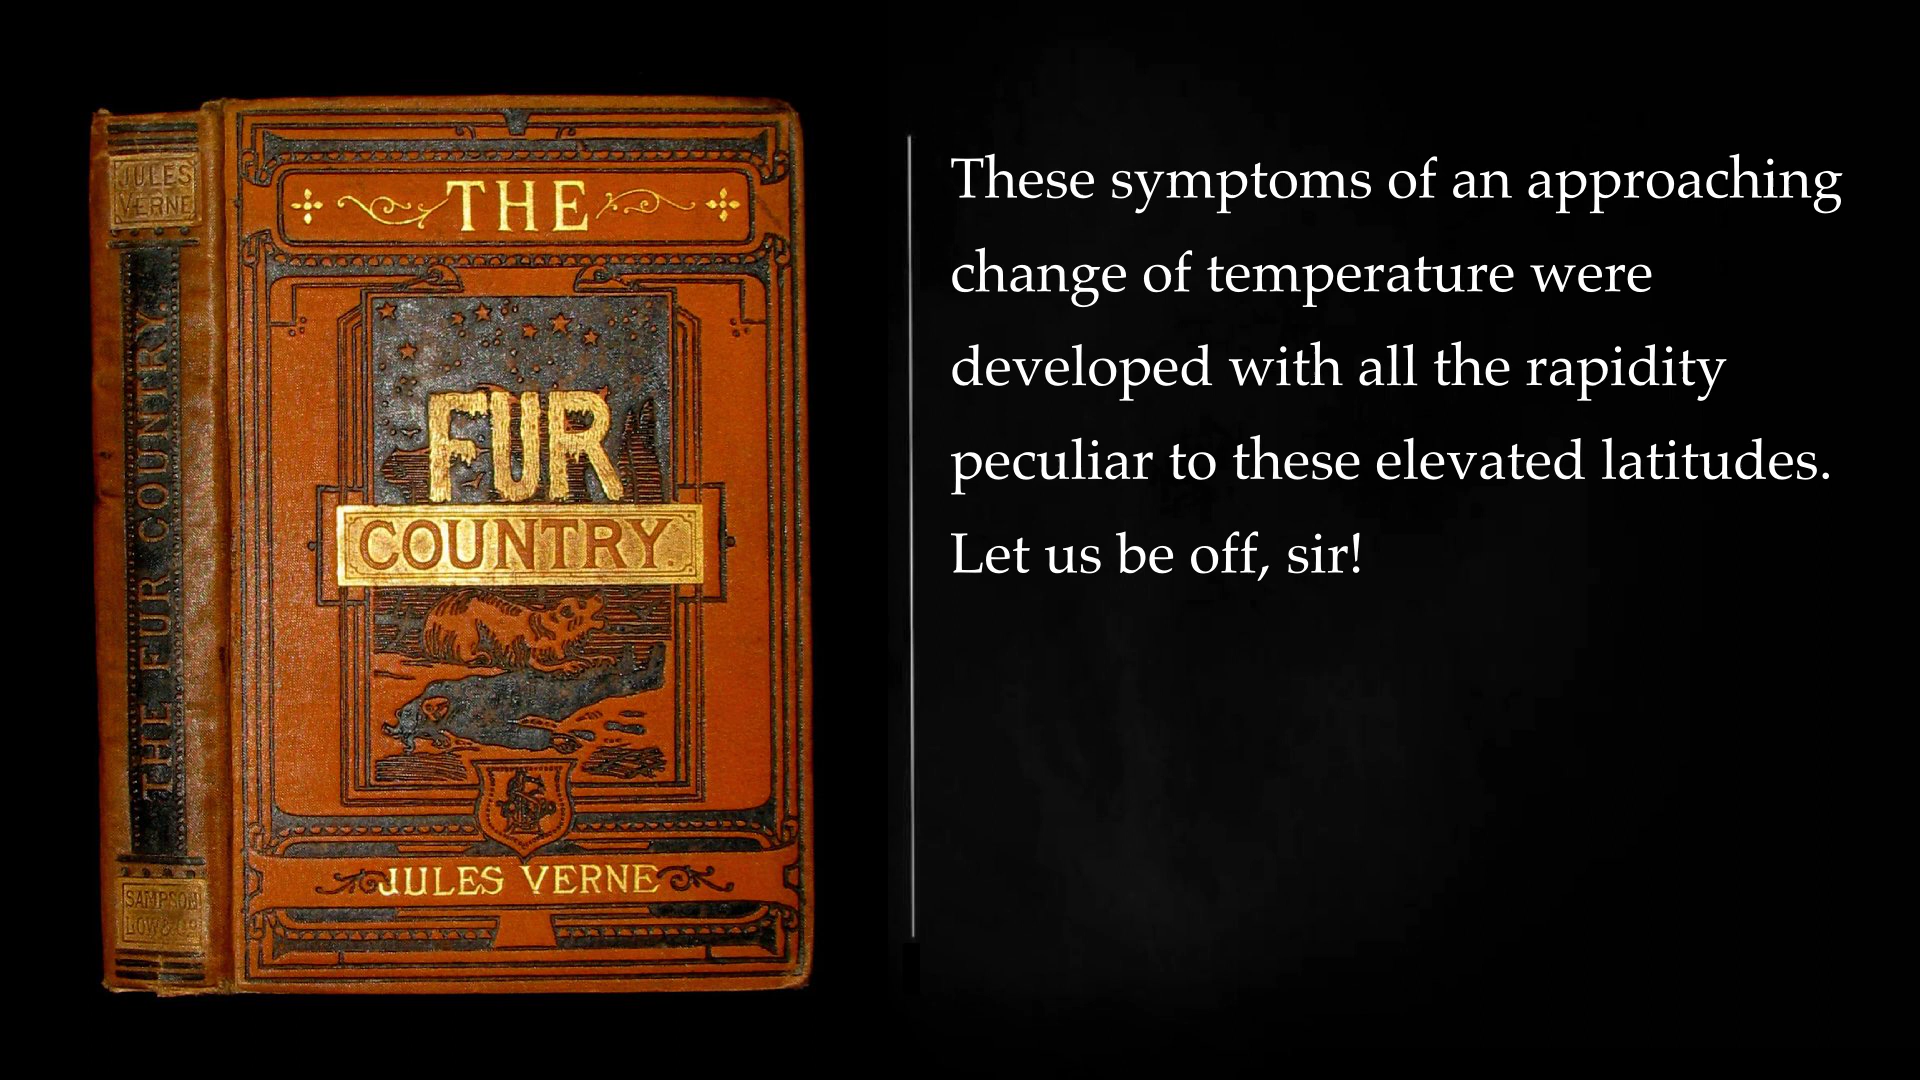 JULES
VERNE
THE FUR COUNTRY.
SAMPSON
LOW & Co
THE
FUR
COUNTRY.
JULES VERNE
These symptoms of an approaching
change of temperature were
developed with all the rapidity
peculiar to these elevated latitudes.
Let us be off, sir!